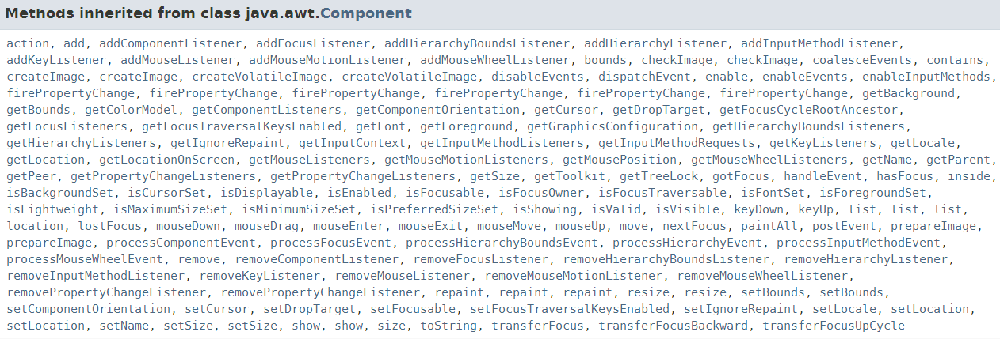 Methods inherited from class java.awt.Component
action, add, addComponentListener, addFocusListener, addHierarchyBoundsListener, addHierarchyListener, addInputMethodListener,
addKeyListener, addMouseListener, addMouseMotionListener, addMouseWheelListener, bounds, checkImage, checkImage, coalesceEvents, contains,
createImage, createImage, createVolatileImage, createVolatileImage, disableEvents, dispatchEvent, enable, enableEvents, enableInputMethods,
firePropertyChange, firePropertyChange, firePropertyChange, firePropertyChange, firePropertyChange, firePropertyChange, getBackground,
getBounds, getColorModel, getComponentListeners, getComponentOrientation, getCursor, getDropTarget, getFocusCycleRootAncestor,
getFocusListeners, getFocusTraversalKeysEnabled, getFont, getForeground, getGraphicsConfiguration, getHierarchyBoundsListeners,
getHierarchyListeners, getIgnoreRepaint, getInputContext, getInputMethodListeners, getInputMethodRequests, getKeyListeners, getLocale,
getLocation, getLocationOnScreen, getMouseListeners, getMouseMotionListeners, getMousePosition, getMouseWheelListeners, getName, getParent,
getPeer, getPropertyChangeListeners, getPropertyChangeListeners, getSize, getToolkit, getTreeLock, gotFocus, handleEvent, hasFocus, inside,
isBackgroundSet, isCursorSet, isDisplayable, isEnabled, isFocusable, isFocusOwner, isFocusTraversable, isFontSet, isForegroundSet,
isLightweight, isMaximumSizeSet, isMinimumSizeSet, isPreferredSizeSet, isShowing, isValid, isVisible, keyDown, keyUp, list, list, list,
location, lostFocus, mouseDown, mouseDrag, mouseEnter, mouseExit, mouseMove, mouseUp, move, nextFocus, paintAll, postEvent, prepareImage,
prepareImage, processComponentEvent, processFocusEvent, processHierarchyBoundsEvent, processHierarchyEvent, processInputMethodEvent,
processMouseWheelEvent, remove, removeComponentListener, removeFocusListener, removeHierarchyBoundsListener, removeHierarchyListener,
removeInputMethodListener, removeKeyListener, removeMouseListener, removeMouseMotionListener, removeMouseWheelListener,
removePropertyChangeListener, removePropertyChangeListener, repaint, repaint, repaint, resize, resize, setBounds, setBounds,
setComponentOrientation, setCursor, setDropTarget, setFocusable, setFocusTraversalKeysEnabled, setIgnoreRepaint, setLocale, setLocation,
setLocation, setName, setSize, setSize, show, show, size, toString, transferFocus, transferFocusBackward, transferFocusUpCycle